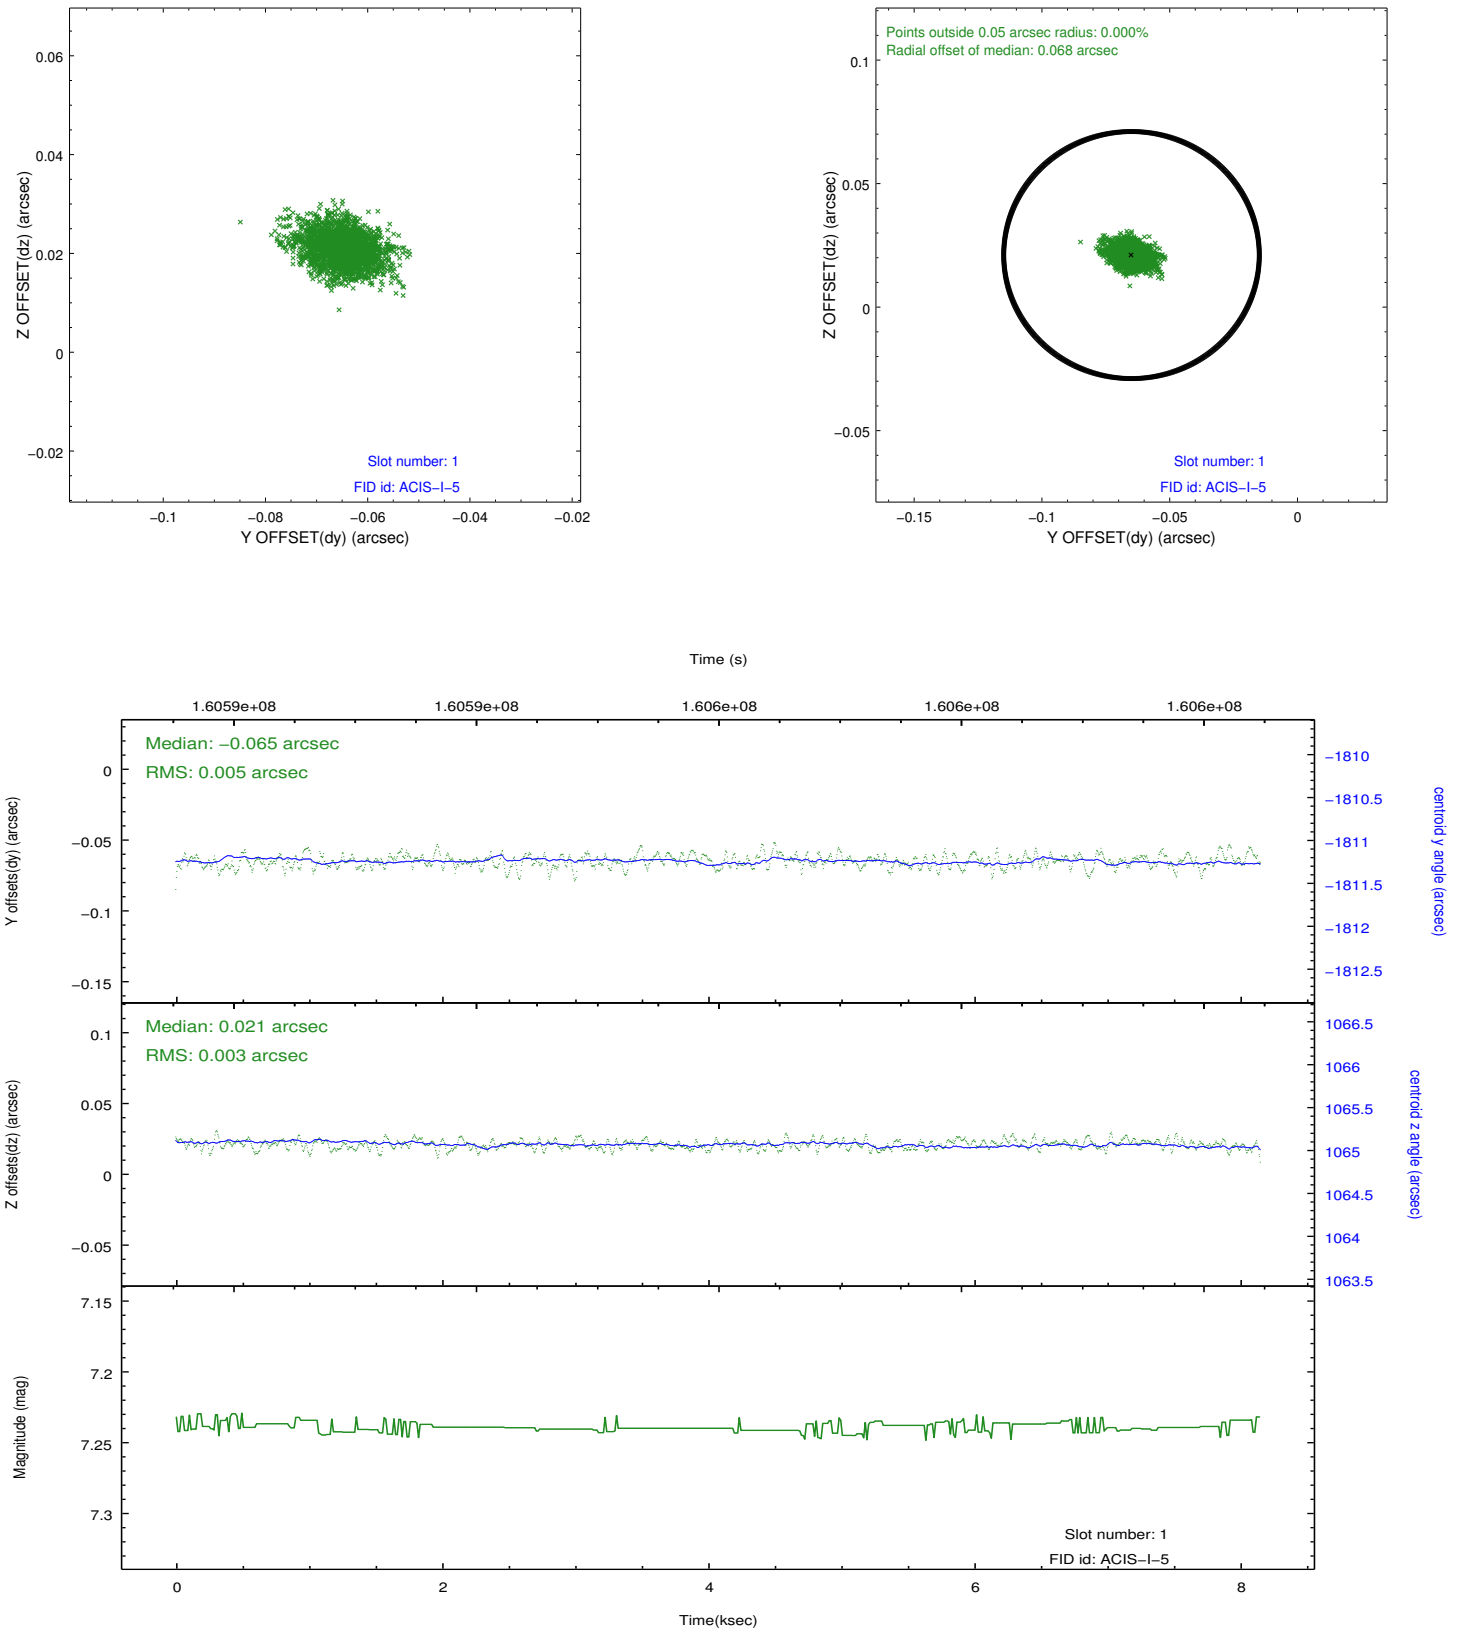 0.06
0.04
0.02
0
−0.02
Z OFFSET(dz) (arcsec)
Slot number: 1
FID id: ACIS−I−5
−0.1
−0.08
−0.06
−0.04
−0.02
Y OFFSET(dy) (arcsec)
Points outside 0.05 arcsec radius: 0.000%
Radial offset of median: 0.068 arcsec
0.1
0.05
0
−0.05
Z OFFSET(dz) (arcsec)
Slot number: 1
FID id: ACIS−I−5
−0.15
−0.1
−0.05
0
Y OFFSET(dy) (arcsec)
Time (s)
1.6059e+08
1.6059e+08
1.606e+08
1.606e+08
1.606e+08
Median: −0.065 arcsec
RMS: 0.005 arcsec
0
−0.05
−0.1
−0.15
Y offsets(dy) (arcsec)
−1810
−1810.5
−1811
−1811.5
−1812
−1812.5
centroid y angle (arcsec)
Median: 0.021 arcsec
RMS: 0.003 arcsec
0.1
0.05
0
−0.05
Z offsets(dz) (arcsec)
1066.5
1066
1065.5
1065
1064.5
1064
1063.5
centroid z angle (arcsec)
7.15
7.2
7.25
7.3
Magnitude (mag)
Slot number: 1
FID id: ACIS−I−5
0
2
4
6
8
Time(ksec)